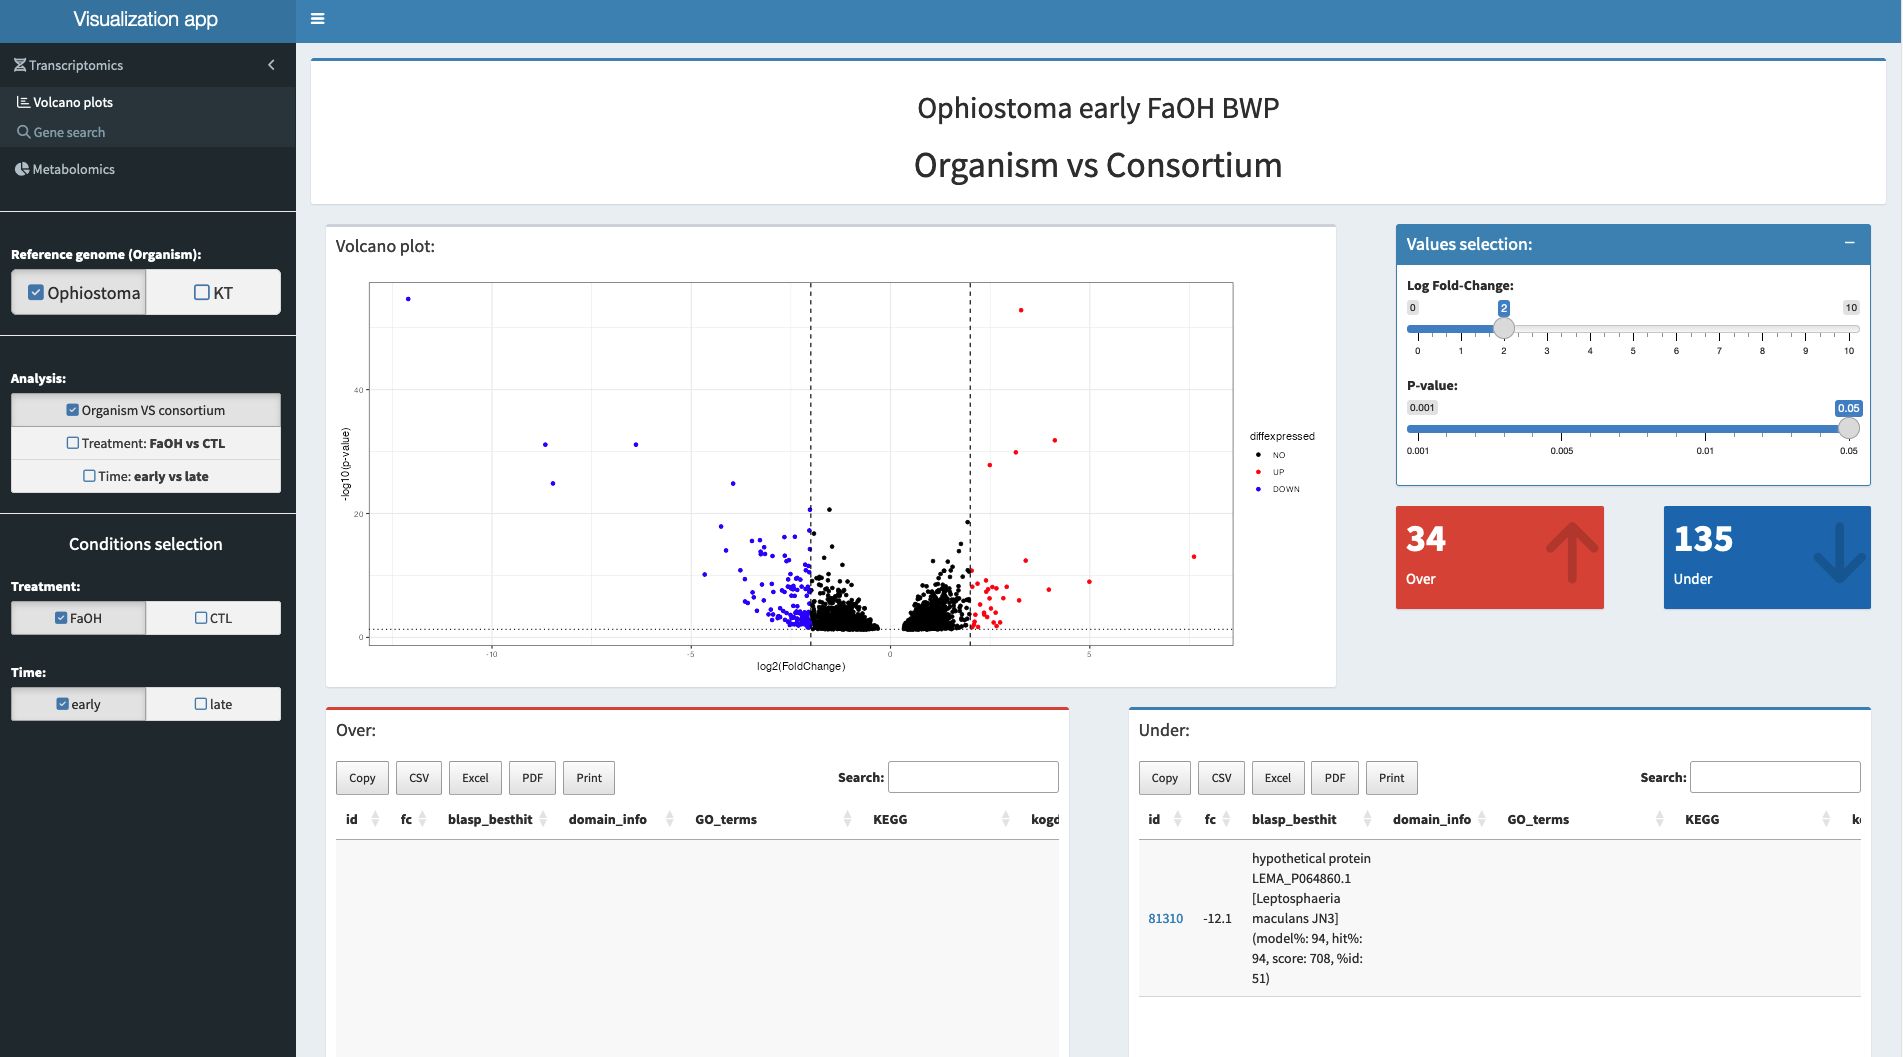 Visualization app
Transcriptomics
Volcano plots
Gene search
Metabolomics
Reference genome (Organism):
Ophiostoma KT
Analysis:
Organism VS consortium
Treatment: FaOH vs CTL
Time: early vs late
Conditions selection
Treatment:
FaOH CTL
Time:
early late
Ophiostoma early FaOH BWP
Organism vs Consortium
Volcano plot:
40
20
0
-10 -5 0 5
-log10(p-value)
log2(FoldChange)
diffexpressed
NO
UP
DOWN
Values selection:
Log Fold-Change:
0 2 10
0 1 2 3 4 5 6 7 8 9 10
P-value:
0.001 0.05
0.001 0.005 0.01 0.05
34
Over
135
Under
Over:
Copy CSV Excel PDF Print Search:
id fc blasp_besthit domain_info GO_terms KEGG kogd
Under:
Copy CSV Excel PDF Print Search:
id fc blasp_besthit domain_info GO_terms KEGG
hypothetical protein
LEMA_P064860.1
[Leptosphaeria
81310 -12.1 maculans JN3]
(model%: 94, hit%:
94, score: 708, %id:
51)